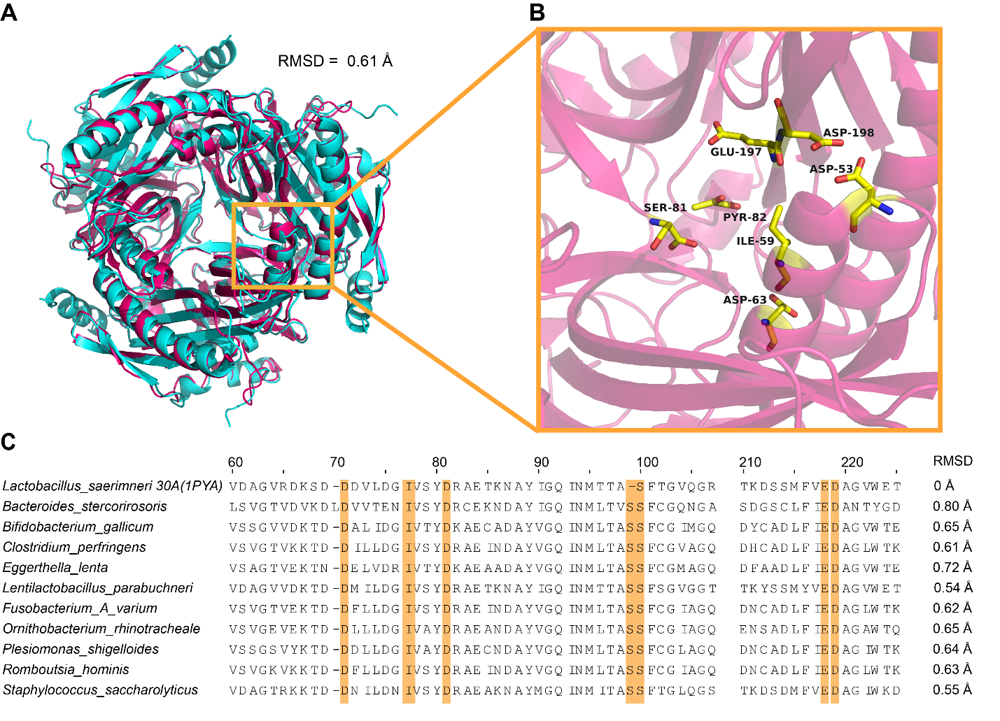 A
B
RMSD = 0.61 Å
ASP-198
GLU-197
ASP-53
SER-81
PYR-82
ILE-59
ASP-63
C
60 70 80 90 100 210 220 RMSD
Lactobacillus_saerimneri 30A(1PYA) VDAGVRDKSD-DDVLDGIVSYDRAETKNAYIGQINMTTA-SFTGVQGR TKDSSMFVEDAGVWET 0 Å
Bacteroides_stercorirosoris LSVGTVDVKDLDVVTENIVSYDRCEKNDAYIGQINMLTVSSFCGQNGA SDGSCLFIEDANTYGD 0.80 Å
Bifidobacterium_gallicum VSSGVVDKTD-DALIDGIVTYDKAECADAYVGQINMLTASSFCGIMGQ DYCADLFIEDAGVWTE 0.65 Å
Clostridium_perfringens VSVGTVKKTD-DILLDGIVSYDRAEINDAYVGQINMLTASSFCGVAGQ DHCADLFIEDAGLWTK 0.61 Å
Eggerthella_lenta VSAGTVEKTN-DELVDRIVTYDKAEAADAYVGQINMLTASSFCGMAGQ DFAADLFIEDAGVWTE 0.72 Å
Lentilactobacillus_parabuchneri VDAGVVDKTD-DMILDGIVSYDRAETKNAYIGQINMTTASSFSGVGGT TKYSSMYVEDAGVWET 0.54 Å
Fusobacterium_A_varium VSVGTVEKTD-DFLLDGIVSYDRAEINDAYVGQINMLTASSFCGIAGQ DNCADLFIEDAGLWTK 0.62 Å
Ornithobacterium_rhinotracheale VSVGEVEKTD-DLLLDGIVAYDRAEKNDAYVGQINMLTASSFCGIAGQ ENSADLFIEDAGAWTQ 0.65 Å
Plesiomonas_shigelloides VSSGSVYKTD-DDLLDGIVAYDRAECNDAYVGQINMLTASSFCGLAGQ DNCADLFIEDAGIWTK 0.64 Å
Romboutsia_hominis VSVGKVKKTD-DFLLDGIVSYDRAEINDAYVGQINMLTASSFCGIAGQ DNCADLFIEDAGLWTK 0.63 Å
Staphylococcus_saccharolyticus VDAGTRKKTD-DNILDNIVSYDRAEAKNAYMGQINMITASSFTGLQGS TKDSDMFVEDAGIWKD 0.55 Å